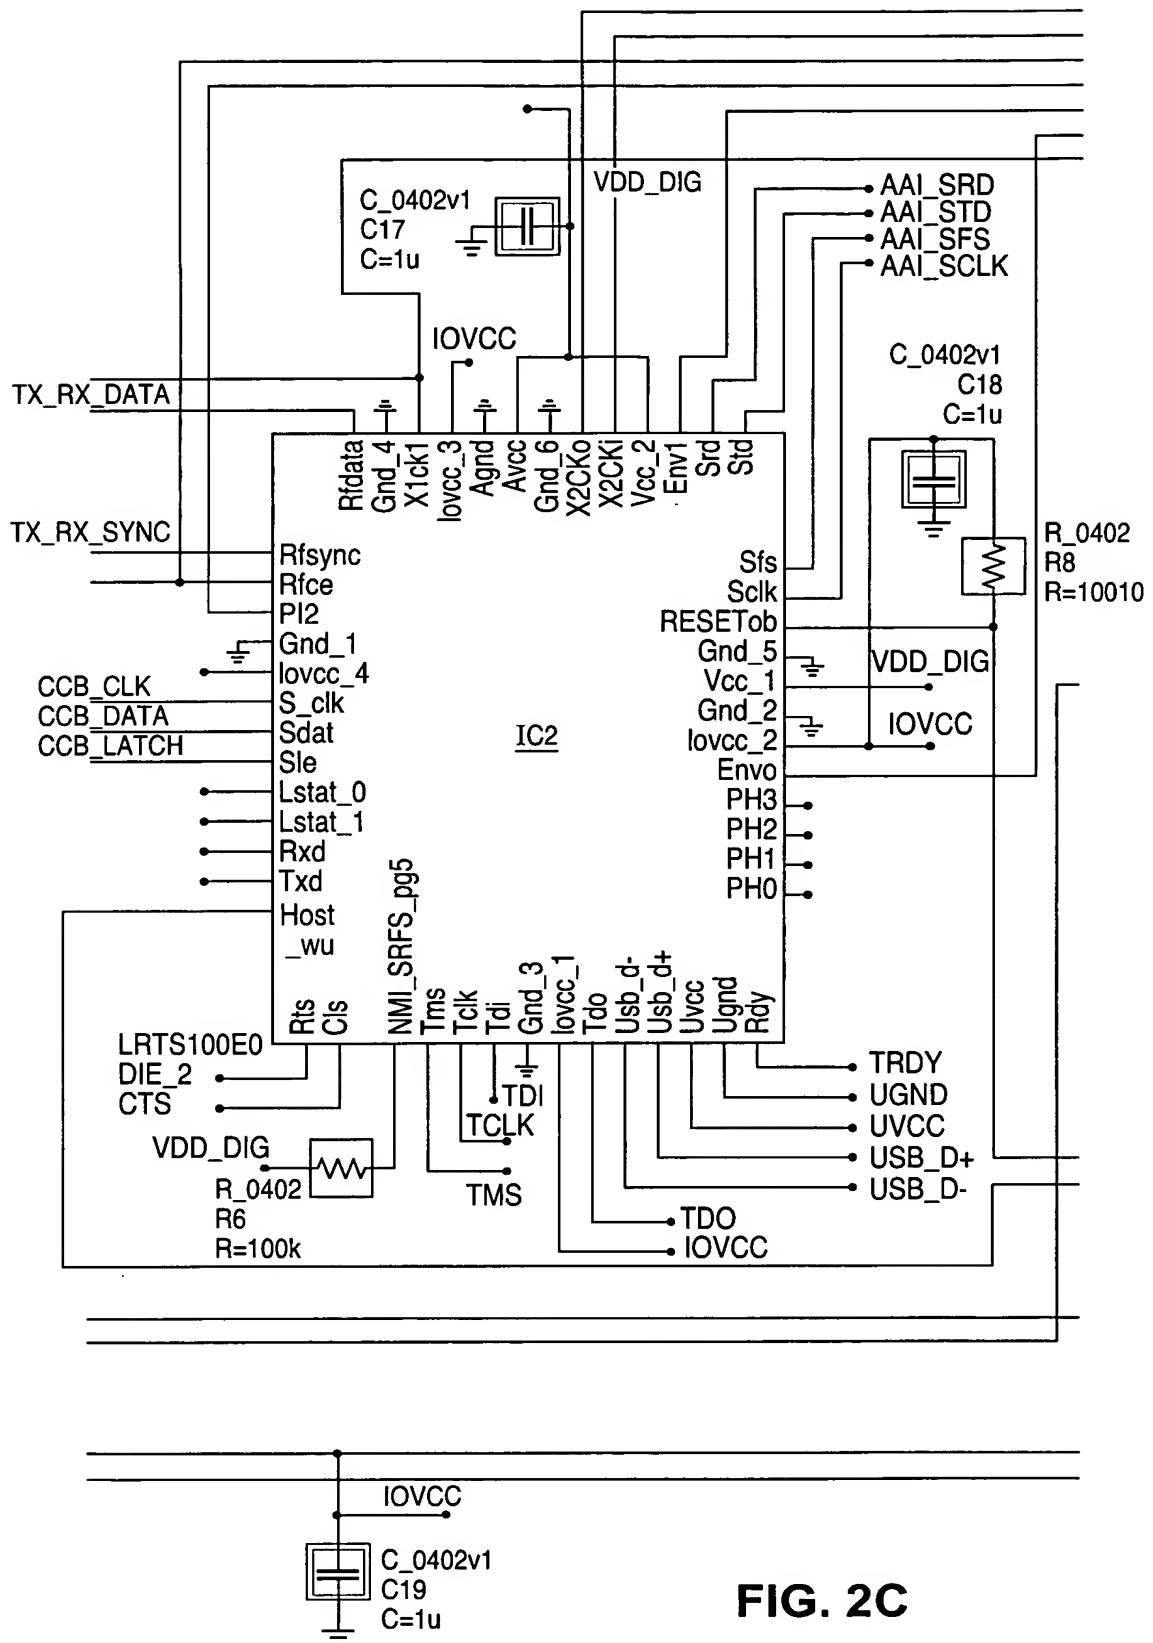 VDD_DIG
AAI_SRD
AAI_STD
AAI_SFS
AAI_SCLK
C_0402v1
C17
C=1u
IOVCC
C_0402v1
C18
C=1u
TX_RX_DATA
Rfdata
Gnd_4
X1ck1
Iovcc_3
Agnd
Avcc
Gnd_6
X2CKo
X2CKi
Vcc_2
Env1
Srd
Std
TX_RX_SYNC
Rfsync
Rfce
PI2
Gnd_1
Iovcc_4
CCB_CLK
S_clk
CCB_DATA
Sdat
CCB_LATCH
Sle
Lstat_0
Lstat_1
Rxd
Txd
Host
_wu
IC2
Sfs
Sclk
RESETob
Gnd_5
Vcc_1
Gnd_2
Iovcc_2
Envo
PH3
PH2
PH1
PH0
R_0402
R8
R=10010
VDD_DIG
IOVCC
Rts
Cls
NMI_SRFS_pg5
Tms
Tclk
Tdi
Gnd_3
Iovcc_1
Tdo
Usb_d-
Usb_d+
Uvcc
Ugnd
Rdy
LRTS100E0
DIE_2
CTS
VDD_DIG
R_0402
R6
R=100k
TDI
TCLK
TMS
TRDY
UGND
UVCC
USB_D+
USB_D-
TDO
IOVCC
IOVCC
C_0402v1
C19
C=1u
FIG. 2C